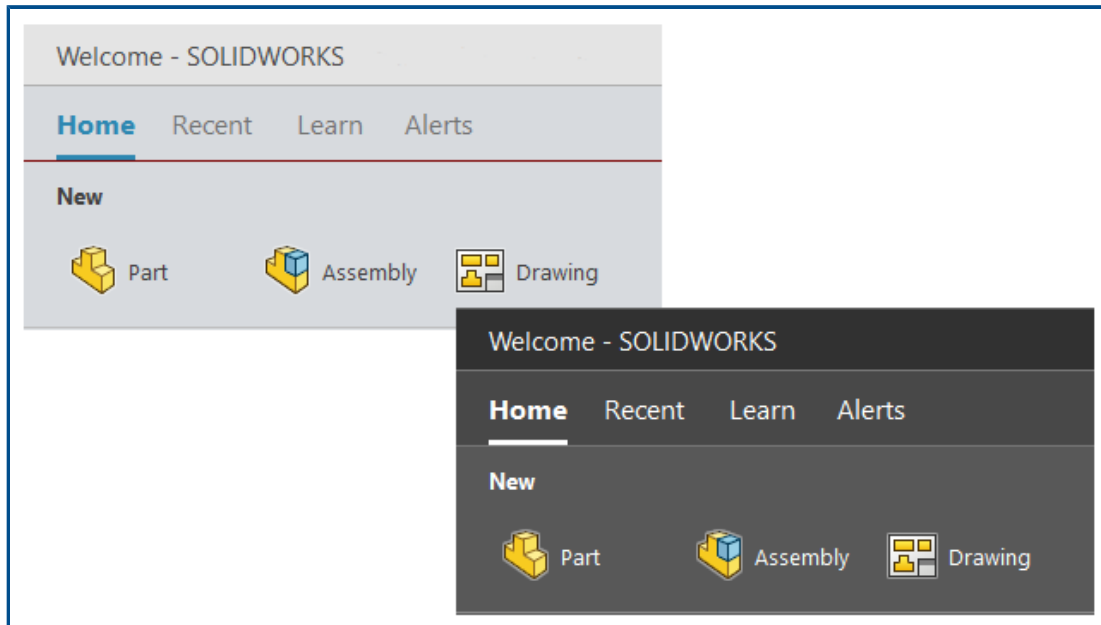 Welcome - SOLIDWORKS
Home Recent Learn Alerts
New
Part Assembly Drawing
Welcome - SOLIDWORKS
Home Recent Learn Alerts
New
Part Assembly Drawing